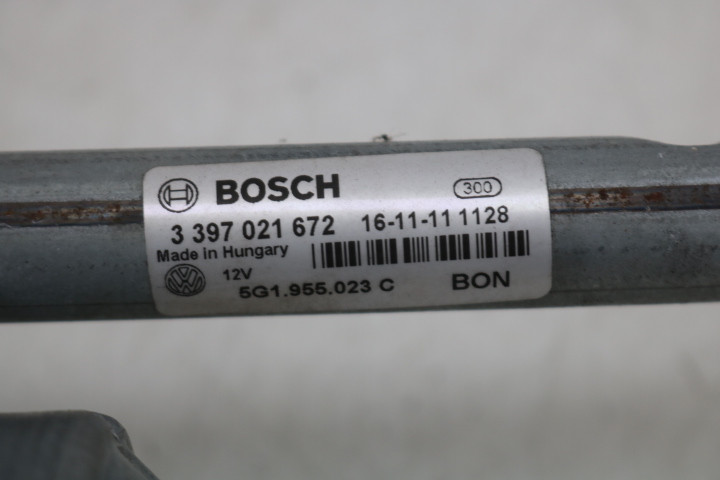 BOSCH 300
3 397 021 672 16-11-11 1128
Made in Hungary
12V
5G1.955.023 C BON